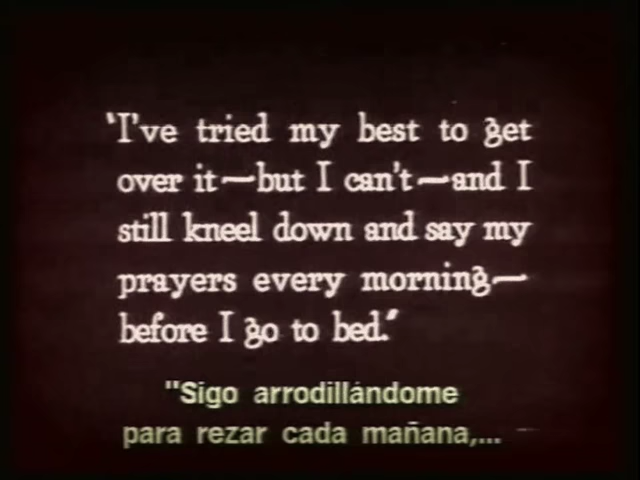 "I've tried my best to get
over it—but I can't—and I
still kneel down and say my
prayers every morning—
before I go to bed."
"Sigo arrodillándome
para rezar cada mañana,...